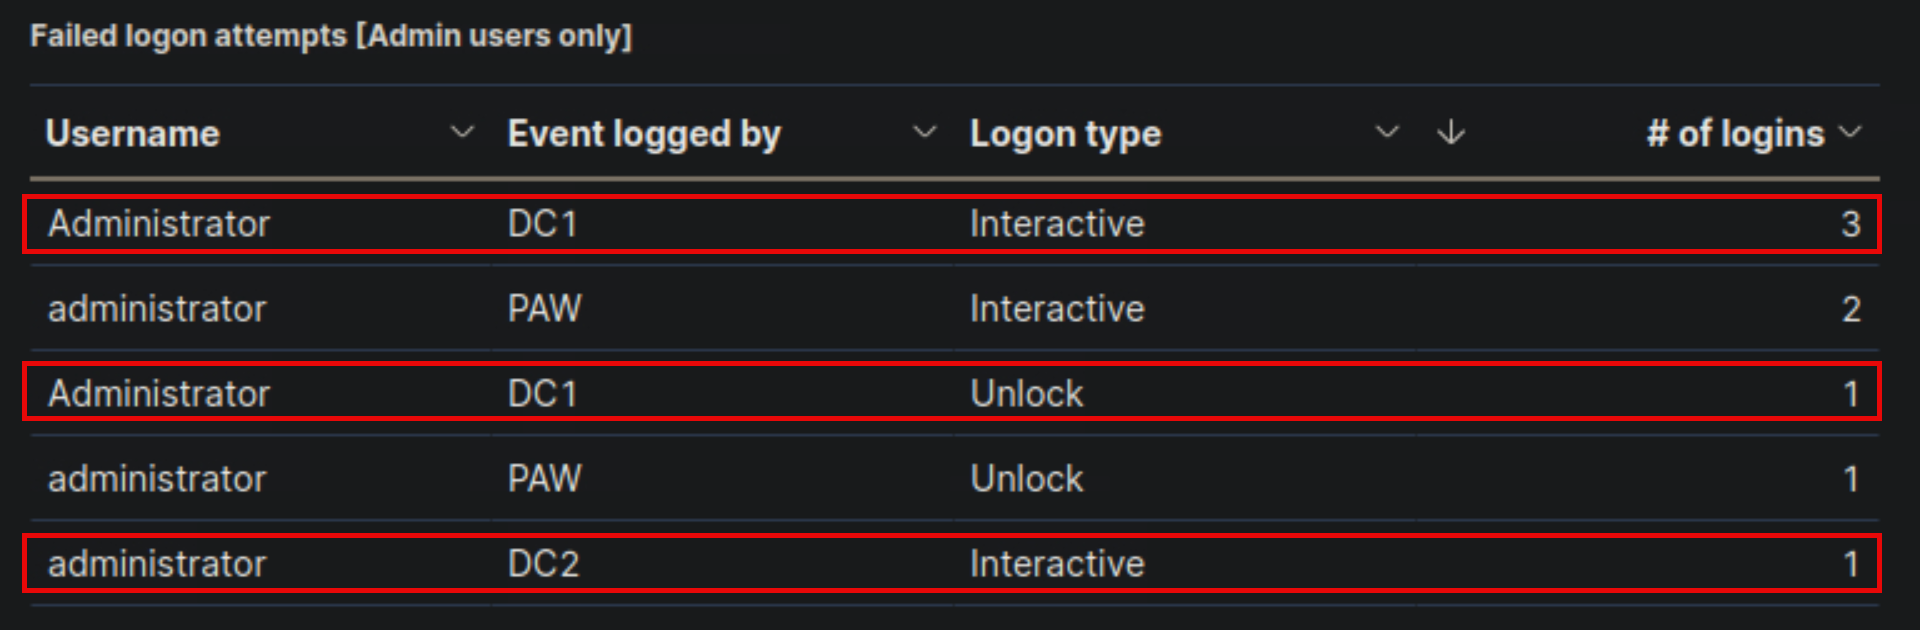 Failed logon attempts [Admin users only]
Username Event logged by Logon type # of logins
Administrator DC1 Interactive 3
administrator PAW Interactive 2
Administrator DC1 Unlock 1
administrator PAW Unlock 1
administrator DC2 Interactive 1